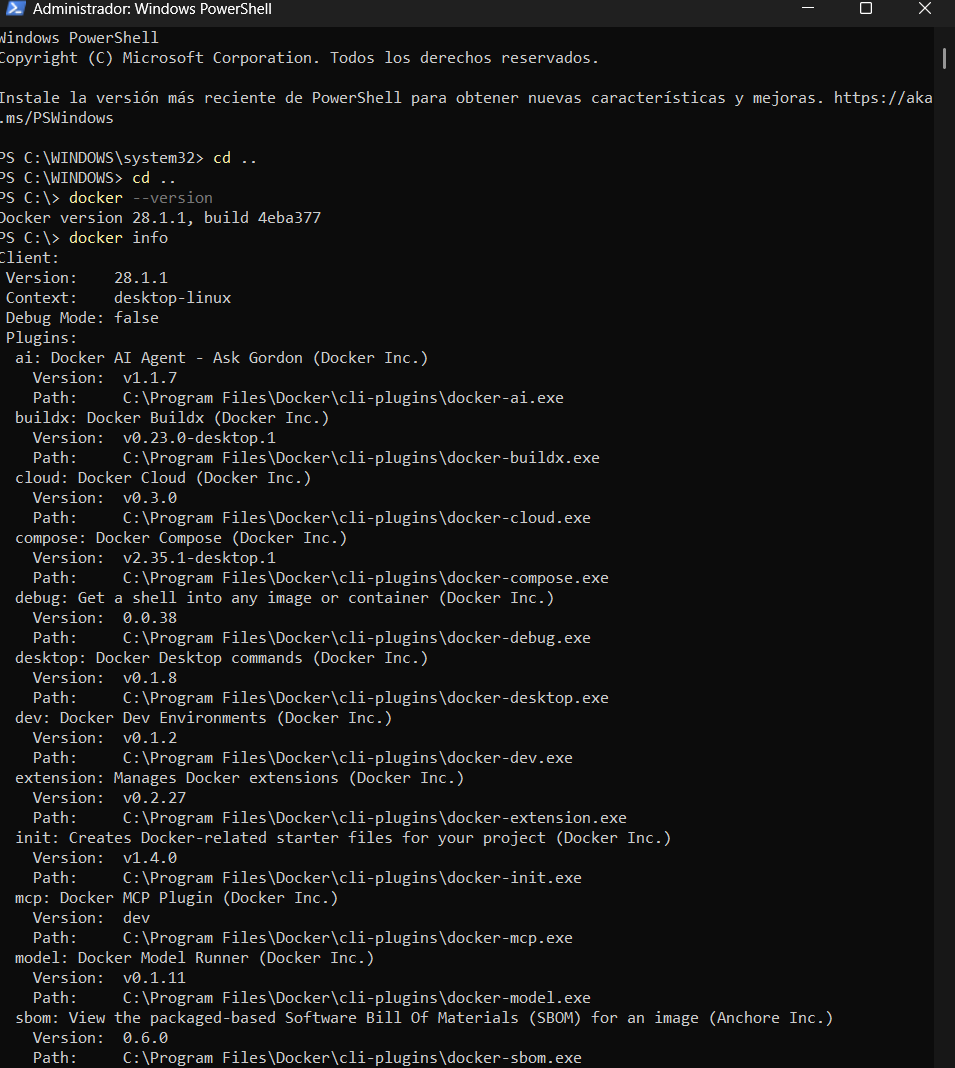 Administrador: Windows PowerShell
Windows PowerShell
Copyright (C) Microsoft Corporation. Todos los derechos reservados.
Instale la versión más reciente de PowerShell para obtener nuevas características y mejoras. https://aka
.ms/PSWindows
PS C:\WINDOWS\system32> cd ..
PS C:\WINDOWS> cd ..
PS C:\> docker --version
Docker version 28.1.1, build 4eba377
PS C:\> docker info
Client:
 Version:    28.1.1
 Context:    desktop-linux
 Debug Mode: false
 Plugins:
  ai: Docker AI Agent - Ask Gordon (Docker Inc.)
    Version:  v1.1.7
    Path:     C:\Program Files\Docker\cli-plugins\docker-ai.exe
  buildx: Docker Buildx (Docker Inc.)
    Version:  v0.23.0-desktop.1
    Path:     C:\Program Files\Docker\cli-plugins\docker-buildx.exe
  cloud: Docker Cloud (Docker Inc.)
    Version:  v0.3.0
    Path:     C:\Program Files\Docker\cli-plugins\docker-cloud.exe
  compose: Docker Compose (Docker Inc.)
    Version:  v2.35.1-desktop.1
    Path:     C:\Program Files\Docker\cli-plugins\docker-compose.exe
  debug: Get a shell into any image or container (Docker Inc.)
    Version:  0.0.38
    Path:     C:\Program Files\Docker\cli-plugins\docker-debug.exe
  desktop: Docker Desktop commands (Docker Inc.)
    Version:  v0.1.8
    Path:     C:\Program Files\Docker\cli-plugins\docker-desktop.exe
  dev: Docker Dev Environments (Docker Inc.)
    Version:  v0.1.2
    Path:     C:\Program Files\Docker\cli-plugins\docker-dev.exe
  extension: Manages Docker extensions (Docker Inc.)
    Version:  v0.2.27
    Path:     C:\Program Files\Docker\cli-plugins\docker-extension.exe
  init: Creates Docker-related starter files for your project (Docker Inc.)
    Version:  v1.4.0
    Path:     C:\Program Files\Docker\cli-plugins\docker-init.exe
  mcp: Docker MCP Plugin (Docker Inc.)
    Version:  dev
    Path:     C:\Program Files\Docker\cli-plugins\docker-mcp.exe
  model: Docker Model Runner (Docker Inc.)
    Version:  v0.1.11
    Path:     C:\Program Files\Docker\cli-plugins\docker-model.exe
  sbom: View the packaged-based Software Bill Of Materials (SBOM) for an image (Anchore Inc.)
    Version:  0.6.0
    Path:     C:\Program Files\Docker\cli-plugins\docker-sbom.exe